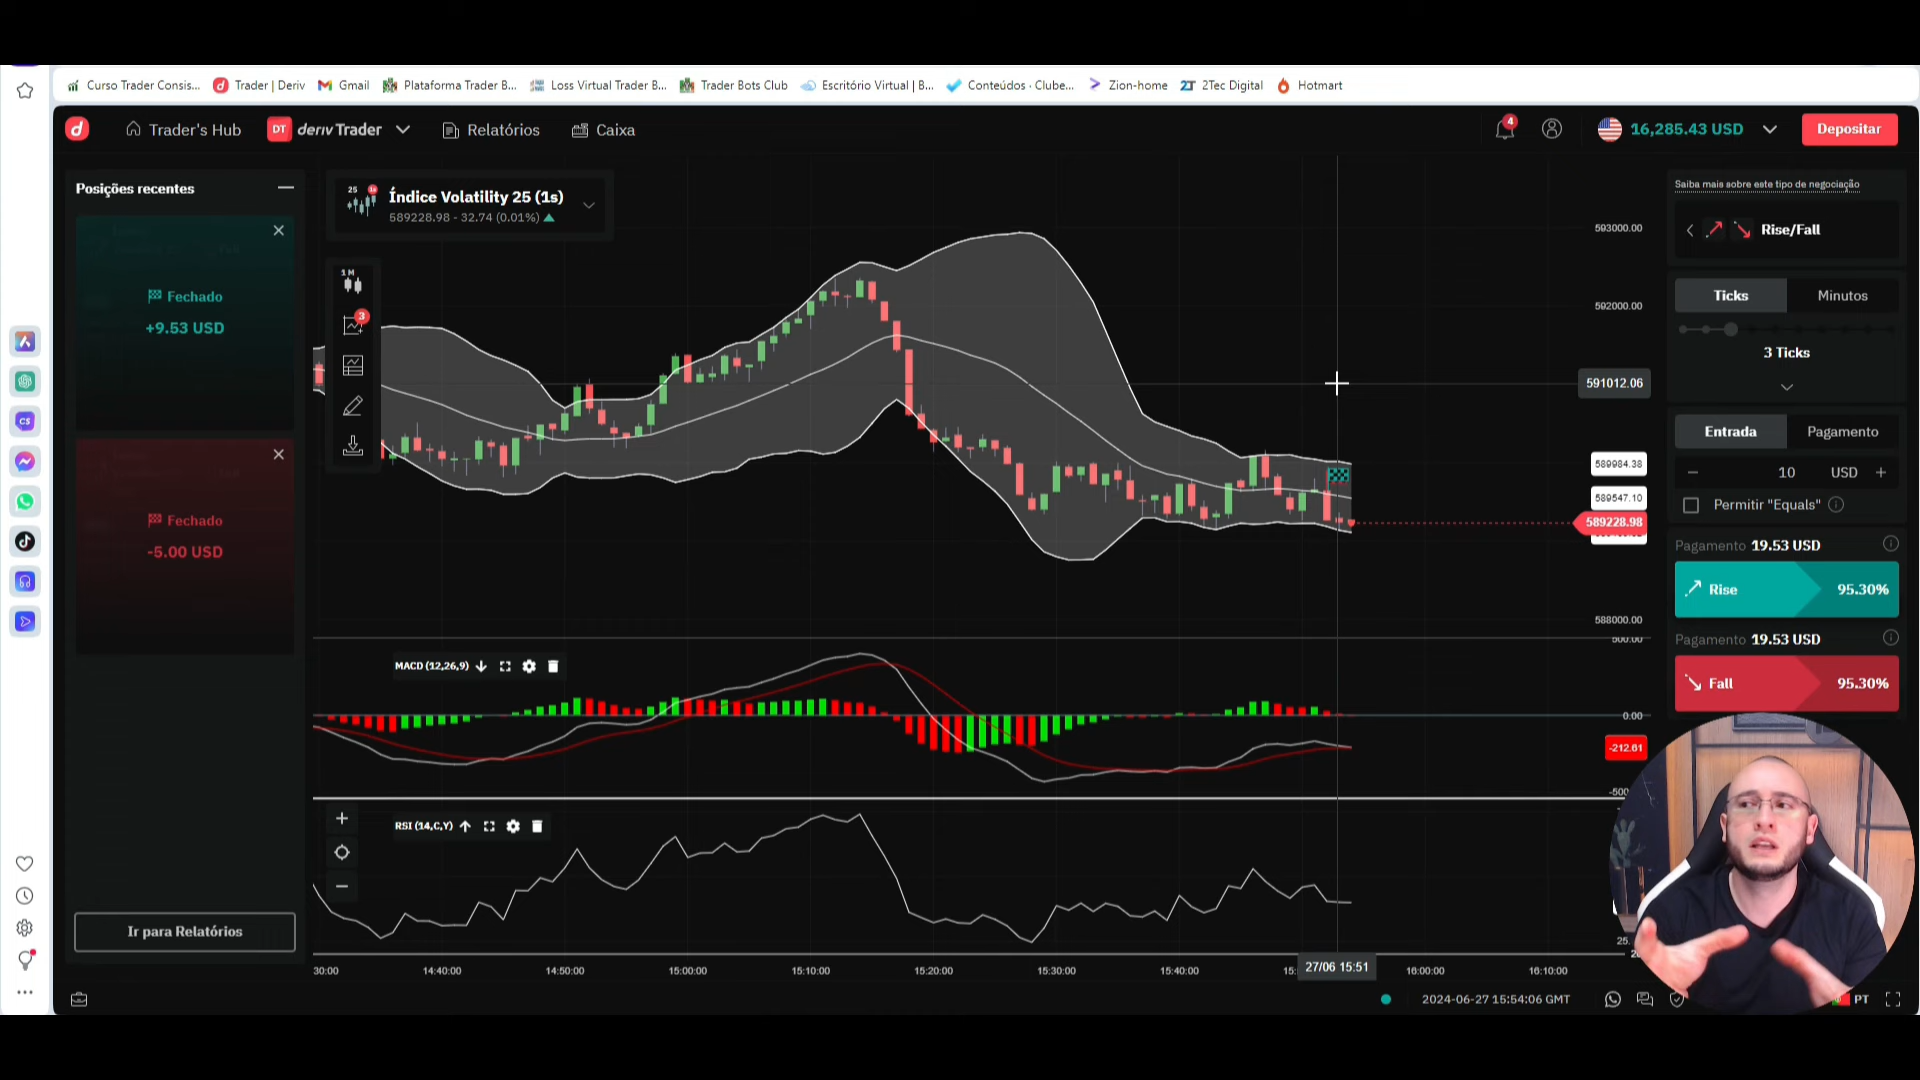 Curso Trader Consis...
Trader | Deriv
Gmail
Plataforma Trader B...
Loss Virtual Trader B...
Trader Bots Club
Escritório Virtual | B...
Conteúdos · Clube...
Zion-home
2T 2Tec Digital
Hotmart
Trader's Hub
DT deriv Trader
Relatórios
Caixa
4
16,285.43 USD
Depositar
Posições recentes
Fechado
+9.53 USD
Fechado
-5.00 USD
Ir para Relatórios
CS
25 1s
Índice Volatility 25 (1s)
589228.98 - 32.74 (0.01%)
1M
3
593000.00
592000.00
591012.06
589984.38
589547.10
589228.98
588000.00
500.00
MACD (12,26,9)
0.00
-212.61
RSI (14,C,Y)
25.
30:00
14:40:00
14:50:00
15:00:00
15:10:00
15:20:00
15:30:00
15:40:00
27/06 15:51
16:00:00
16:10:00
2024-06-27 15:54:06 GMT
PT
Saiba mais sobre este tipo de negociação
Rise/Fall
Ticks
Minutos
3 Ticks
Entrada
Pagamento
10
USD
Permitir "Equals"
Pagamento 19.53 USD
Rise
95.30%
Pagamento 19.53 USD
Fall
95.30%